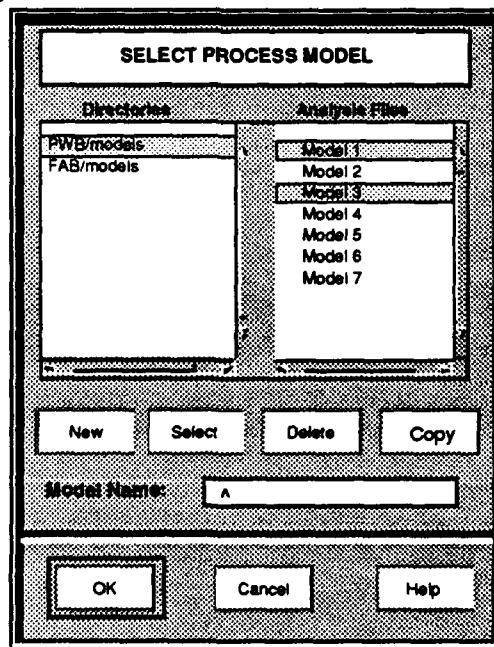 SELECT PROCESS MODEL
Directories
Analysis Files
PWB/models
FAB/models
Model 1
Model 2
Model 3
Model 4
Model 5
Model 6
Model 7
New
Select
Delete
Copy
Model Name:
^
OK
Cancel
Help